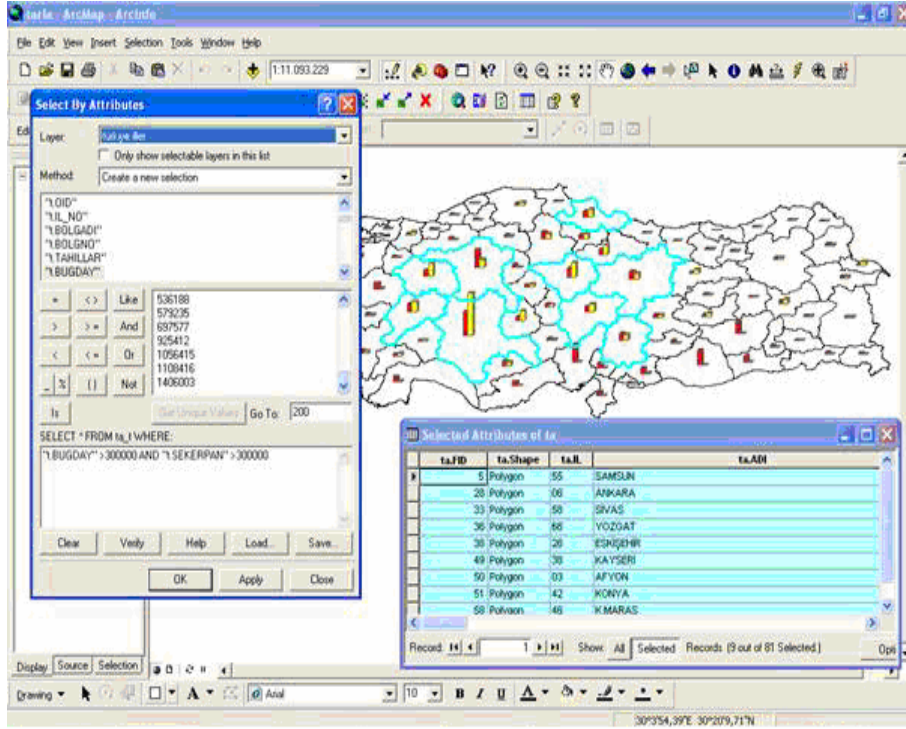 tarla - ArcMap - ArcInfo
File Edit View Insert Selection Tools Window Help
1:11.093.229
Select By Attributes
Layer:
Only show selectable layers in this list
Method: Create a new selection
"t.OID"
"t.IL_NO"
"t.BOLGADI"
"t.BOLGNO"
"t.TAHILLAR"
"t.BUGDAY"
= < > Like
> > = And
< < = Or
_ % ( ) Not
Is
536188
579235
697577
925412
1056415
1108416
1406003
Get Unique Values Go To: 200
SELECT * FROM ta_t WHERE:
"t.BUGDAY" > 300000 AND "t.SEKERPAN" > 300000
Clear Verify Help Load... Save...
OK Apply Close
Selected Attributes of ta
ta.FID ta.Shape ta.IL ta.ADI
5 Polygon 55 SAMSUN
28 Polygon 06 ANKARA
33 Polygon 58 SIVAS
36 Polygon 66 YOZGAT
38 Polygon 26 ESKIŞEHIR
49 Polygon 38 KAYSERI
50 Polygon 03 AFYON
51 Polygon 42 KONYA
58 Polygon 46 K.MARAS
Record: 1 Show: All Selected Records (9 out of 81 Selected.) Opti
Display Source Selection
Drawing A Arial 10 B I U A
30°3'54,39"E 30°20'9,71"N